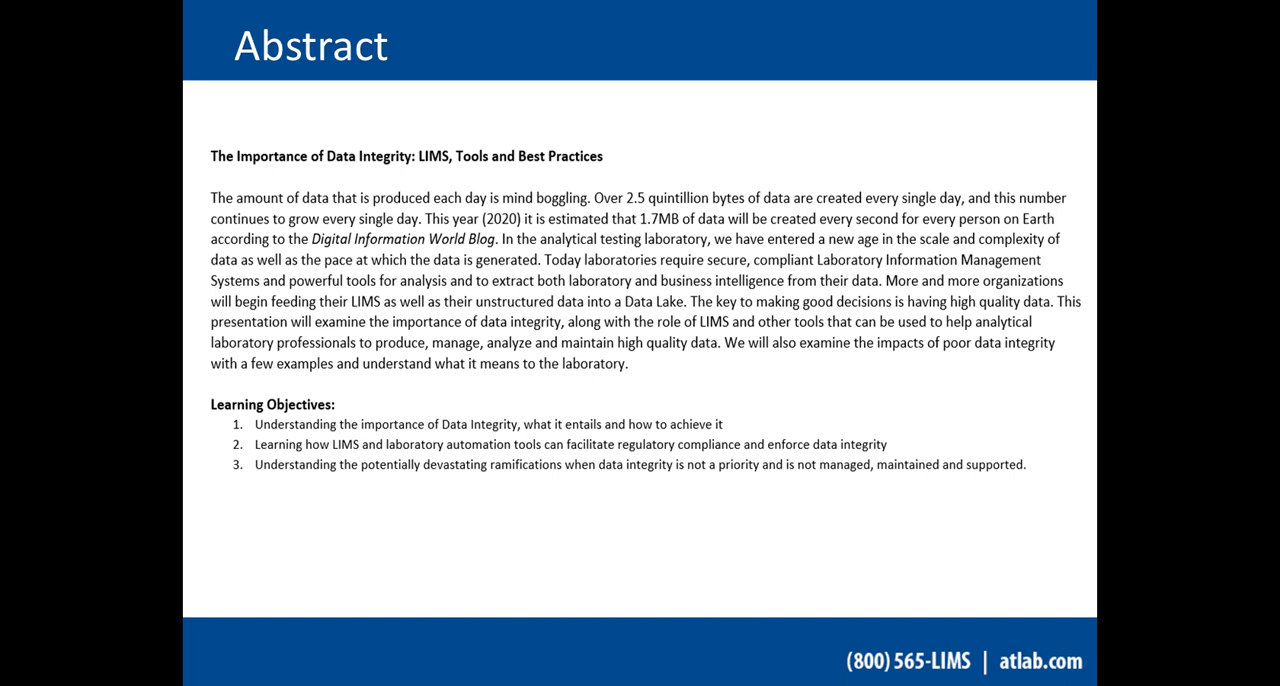 Abstract
The Importance of Data Integrity: LIMS, Tools and Best Practices
The amount of data that is produced each day is mind boggling. Over 2.5 quintillion bytes of data are created every single day, and this number
continues to grow every single day. This year (2020) it is estimated that 1.7MB of data will be created every second for every person on Earth
according to the Digital Information World Blog. In the analytical testing laboratory, we have entered a new age in the scale and complexity of
data as well as the pace at which the data is generated. Today laboratories require secure, compliant Laboratory Information Management
Systems and powerful tools for analysis and to extract both laboratory and business intelligence from their data. More and more organizations
will begin feeding their LIMS as well as their unstructured data into a Data Lake. The key to making good decisions is having high quality data. This
presentation will examine the importance of data integrity, along with the role of LIMS and other tools that can be used to help analytical
laboratory professionals to produce, manage, analyze and maintain high quality data. We will also examine the impacts of poor data integrity
with a few examples and understand what it means to the laboratory.
Learning Objectives:
1. Understanding the importance of Data Integrity, what it entails and how to achieve it
2. Learning how LIMS and laboratory automation tools can facilitate regulatory compliance and enforce data integrity
3. Understanding the potentially devastating ramifications when data integrity is not a priority and is not managed, maintained and supported.
(800) 565-LIMS | atlab.com